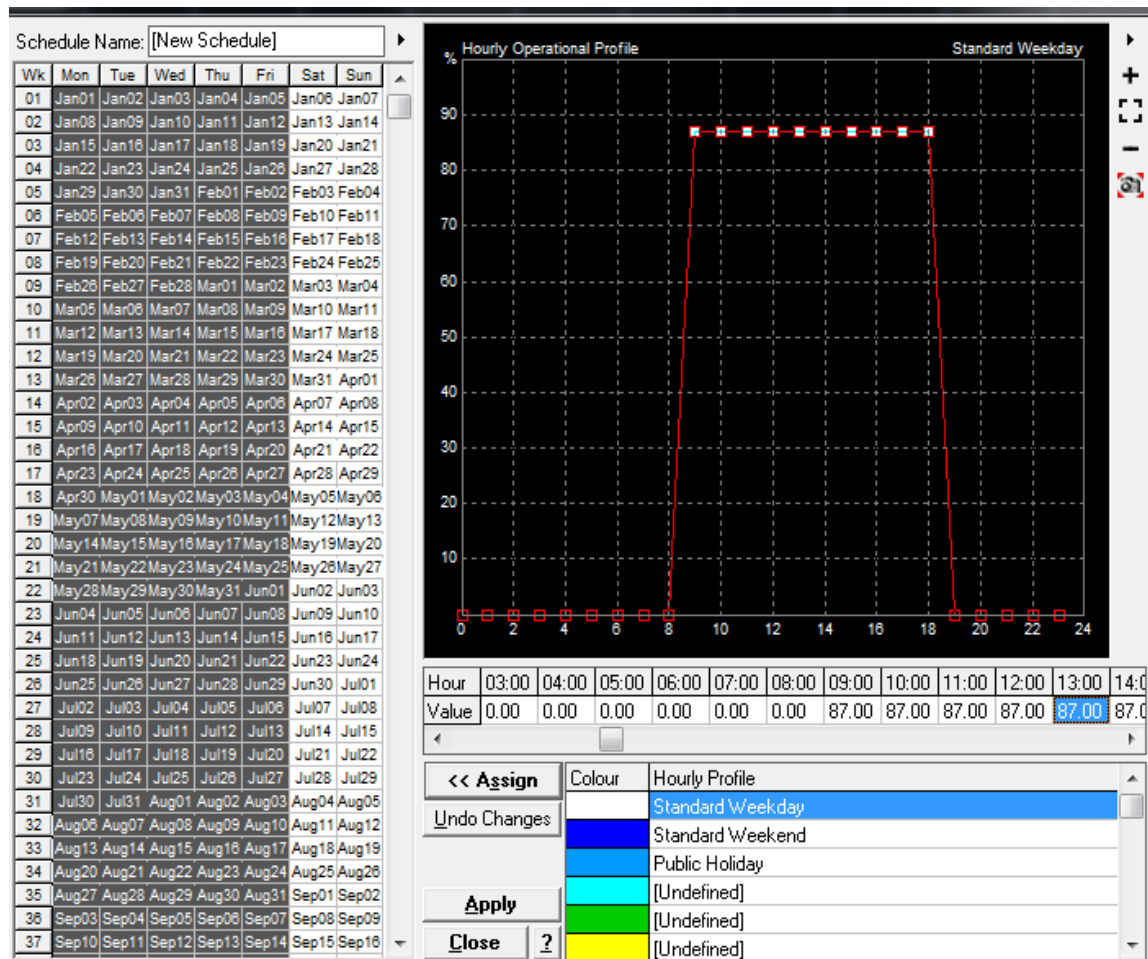 Schedule Name: [New Schedule]
Wk Mon Tue Wed Thu Fri Sat Sun
01 Jan01 Jan02 Jan03 Jan04 Jan05 Jan06 Jan07
02 Jan08 Jan09 Jan10 Jan11 Jan12 Jan13 Jan14
03 Jan15 Jan16 Jan17 Jan18 Jan19 Jan20 Jan21
04 Jan22 Jan23 Jan24 Jan25 Jan26 Jan27 Jan28
05 Jan29 Jan30 Jan31 Feb01 Feb02 Feb03 Feb04
06 Feb05 Feb06 Feb07 Feb08 Feb09 Feb10 Feb11
07 Feb12 Feb13 Feb14 Feb15 Feb16 Feb17 Feb18
08 Feb19 Feb20 Feb21 Feb22 Feb23 Feb24 Feb25
09 Feb26 Feb27 Feb28 Mar01 Mar02 Mar03 Mar04
10 Mar05 Mar06 Mar07 Mar08 Mar09 Mar10 Mar11
11 Mar12 Mar13 Mar14 Mar15 Mar16 Mar17 Mar18
12 Mar19 Mar20 Mar21 Mar22 Mar23 Mar24 Mar25
13 Mar26 Mar27 Mar28 Mar29 Mar30 Mar31 Apr01
14 Apr02 Apr03 Apr04 Apr05 Apr06 Apr07 Apr08
15 Apr09 Apr10 Apr11 Apr12 Apr13 Apr14 Apr15
16 Apr16 Apr17 Apr18 Apr19 Apr20 Apr21 Apr22
17 Apr23 Apr24 Apr25 Apr26 Apr27 Apr28 Apr29
18 Apr30 May01 May02 May03 May04 May05 May06
19 May07 May08 May09 May10 May11 May12 May13
20 May14 May15 May16 May17 May18 May19 May20
21 May21 May22 May23 May24 May25 May26 May27
22 May28 May29 May30 May31 Jun01 Jun02 Jun03
23 Jun04 Jun05 Jun06 Jun07 Jun08 Jun09 Jun10
24 Jun11 Jun12 Jun13 Jun14 Jun15 Jun16 Jun17
25 Jun18 Jun19 Jun20 Jun21 Jun22 Jun23 Jun24
26 Jun25 Jun26 Jun27 Jun28 Jun29 Jun30 Jul01
27 Jul02 Jul03 Jul04 Jul05 Jul06 Jul07 Jul08
28 Jul09 Jul10 Jul11 Jul12 Jul13 Jul14 Jul15
29 Jul16 Jul17 Jul18 Jul19 Jul20 Jul21 Jul22
30 Jul23 Jul24 Jul25 Jul26 Jul27 Jul28 Jul29
31 Jul30 Jul31 Aug01 Aug02 Aug03 Aug04 Aug05
32 Aug06 Aug07 Aug08 Aug09 Aug10 Aug11 Aug12
33 Aug13 Aug14 Aug15 Aug16 Aug17 Aug18 Aug19
34 Aug20 Aug21 Aug22 Aug23 Aug24 Aug25 Aug26
35 Aug27 Aug28 Aug29 Aug30 Aug31 Sep01 Sep02
36 Sep03 Sep04 Sep05 Sep06 Sep07 Sep08 Sep09
37 Sep10 Sep11 Sep12 Sep13 Sep14 Sep15 Sep16
% Hourly Operational Profile Standard Weekday
90
80
70
60
50
40
30
20
10
0 2 4 6 8 10 12 14 16 18 20 22 24
Hour 03:00 04:00 05:00 06:00 07:00 08:00 09:00 10:00 11:00 12:00 13:00 14:0
Value 0.00 0.00 0.00 0.00 0.00 0.00 87.00 87.00 87.00 87.00 87.00 87.0
<< Assign
Undo Changes
Apply
Close ?
Colour Hourly Profile
Standard Weekday
Standard Weekend
Public Holiday
[Undefined]
[Undefined]
[Undefined]